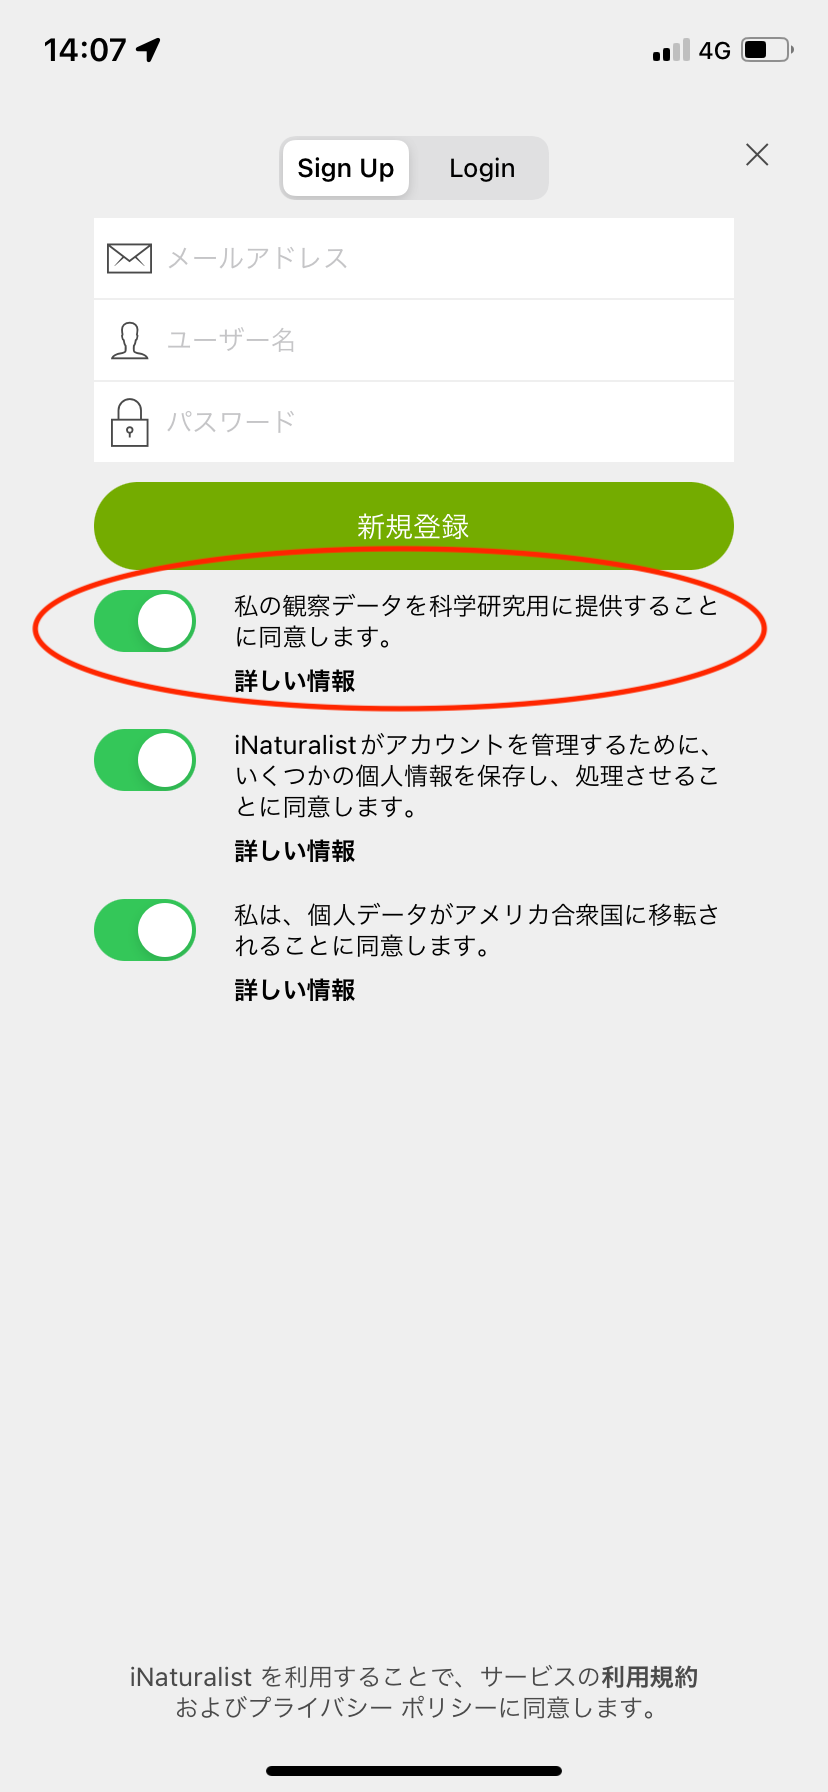 14:07
4G
Sign Up
Login
メールアドレス
ユーザー名
パスワード
新規登録
私の観察データを科学研究用に提供すること
に同意します。
詳しい情報
iNaturalistがアカウントを管理するために、
いくつかの個人情報を保存し、処理させるこ
とに同意します。
詳しい情報
私は、個人データがアメリカ合衆国に移転さ
れることに同意します。
詳しい情報
iNaturalist を利用することで、サービスの利用規約
およびプライバシー ポリシーに同意します。